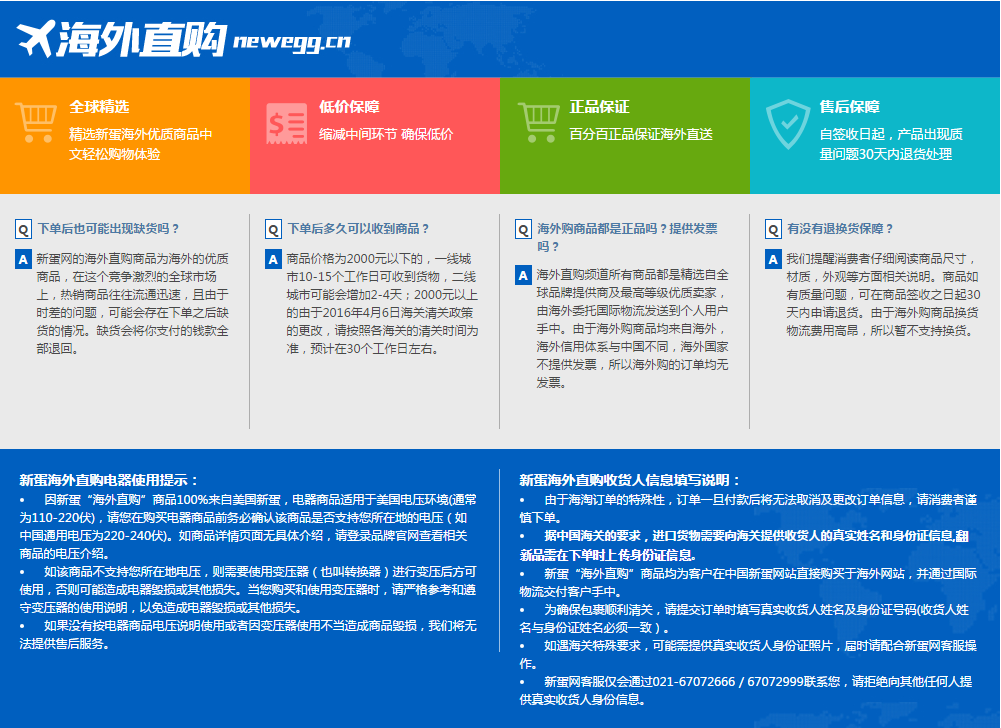 海外直购 newegg.cn
全球精选
精选新蛋海外优质商品中
文轻松购物体验
低价保障
缩减中间环节 确保低价
正品保证
百分百正品保证海外直送
售后保障
自签收日起，产品出现质
量问题30天内退货处理
Q 下单后也可能出现缺货吗？
A 新蛋网的海外直购商品为海外的优质
商品，在这个竞争激烈的全球市场
上，热销商品往往流通迅速，且由于
时差的问题，可能会存在下单之后缺
货的情况。缺货会将你支付的钱款全
部退回。
Q 下单后多久可以收到商品？
A 商品价格为2000元以下的，一线城
市10-15个工作日可收到货物，二线
城市可能会增加2-4天；2000元以上
的由于2016年4月6日海关清关政策
的更改，请按照各海关的清关时间为
准，预计在30个工作日左右。
Q 海外购商品都是正品吗？提供发票
吗？
A 海外直购频道所有商品都是精选自全
球品牌提供商及最高等级优质卖家，
由海外委托国际物流发送到个人用户
手中。由于海外购商品均来自海外，
海外信用体系与中国不同，海外国家
不提供发票，所以海外购的订单均无
发票。
Q 有没有退换货保障？
A 我们提醒消费者仔细阅读商品尺寸，
材质，外观等方面相关说明。商品如
有质量问题，可在商品签收之日起30
天内申请退货。由于海外购商品换货
物流费用高昂，所以暂不支持换货。
新蛋海外直购电器使用提示：
• 因新蛋“海外直购”商品100%来自美国新蛋，电器商品适用于美国电压环境(通常
为110-220伏)，请您在购买电器商品前务必确认该商品是否支持您所在地的电压（如
中国通用电压为220-240伏)。如商品详情页面无具体介绍，请登录品牌官网查看相关
商品的电压介绍。
• 如该商品不支持您所在地电压，则需要使用变压器（也叫转换器）进行变压后方可
使用，否则可能造成电器毁损或其他损失。当您购买和使用变压器时，请严格参考和遵
守变压器的使用说明，以免造成电器毁损或其他损失。
• 如果没有按电器商品电压说明使用或者因变压器使用不当造成商品毁损，我们将无
法提供售后服务。
新蛋海外直购收货人信息填写说明：
• 由于海淘订单的特殊性，订单一旦付款后将无法取消及更改订单信息，请消费者谨
慎下单。
• 据中国海关的要求，进口货物需要向海关提供收货人的真实姓名和身份证信息,翻
新品需在下单时上传身份证信息。
• 新蛋“海外直购”商品均为客户在中国新蛋网站直接购买于海外网站，并通过国际
物流交付客户手中。
• 为确保包裹顺利清关，请提交订单时填写真实收货人姓名及身份证号码(收货人姓
名与身份证姓名必须一致）。
• 如遇海关特殊要求，可能需提供真实收货人身份证照片，届时请配合新蛋网客服操
作。
• 新蛋网客服仅会通过021-67072666 / 67072999联系您，请拒绝向其他任何人提
供真实收货人身份信息。